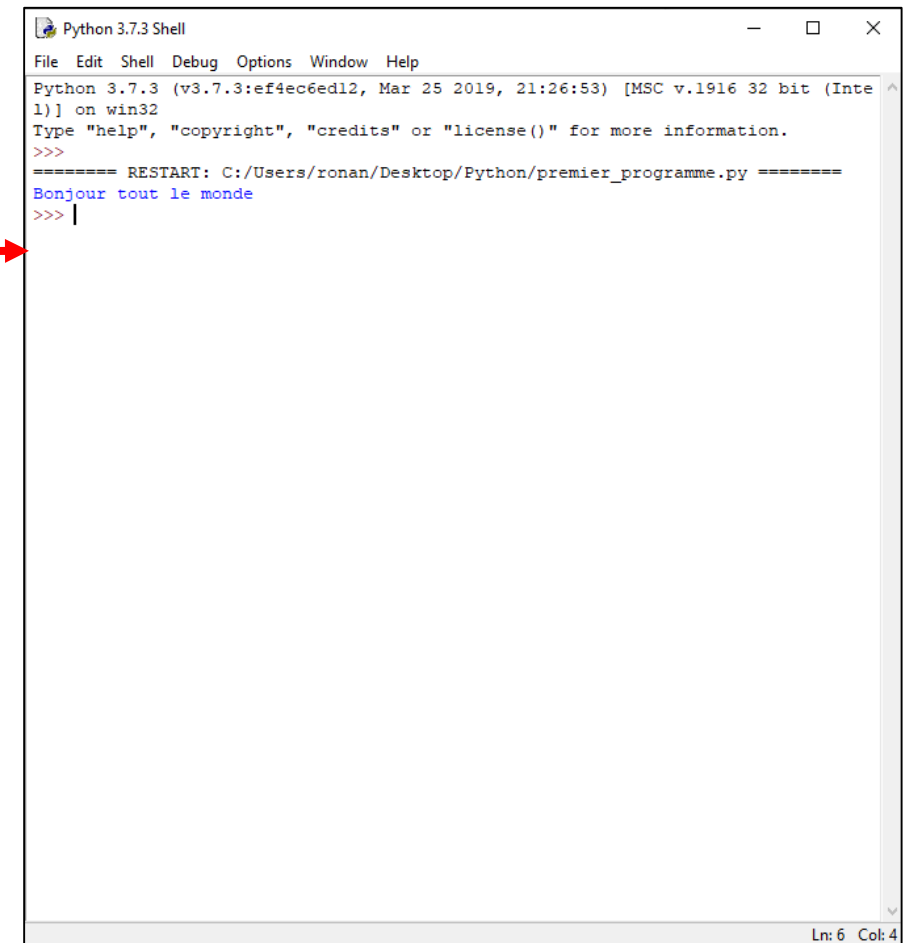 Python 3.7.3 Shell
File Edit Shell Debug Options Window Help
Python 3.7.3 (v3.7.3:ef4ec6ed12, Mar 25 2019, 21:26:53) [MSC v.1916 32 bit (Inte
l)] on win32
Type "help", "copyright", "credits" or "license()" for more information.
>>>
======== RESTART: C:/Users/ronan/Desktop/Python/premier_programme.py ========
Bonjour tout le monde
>>>
Ln: 6 Col: 4